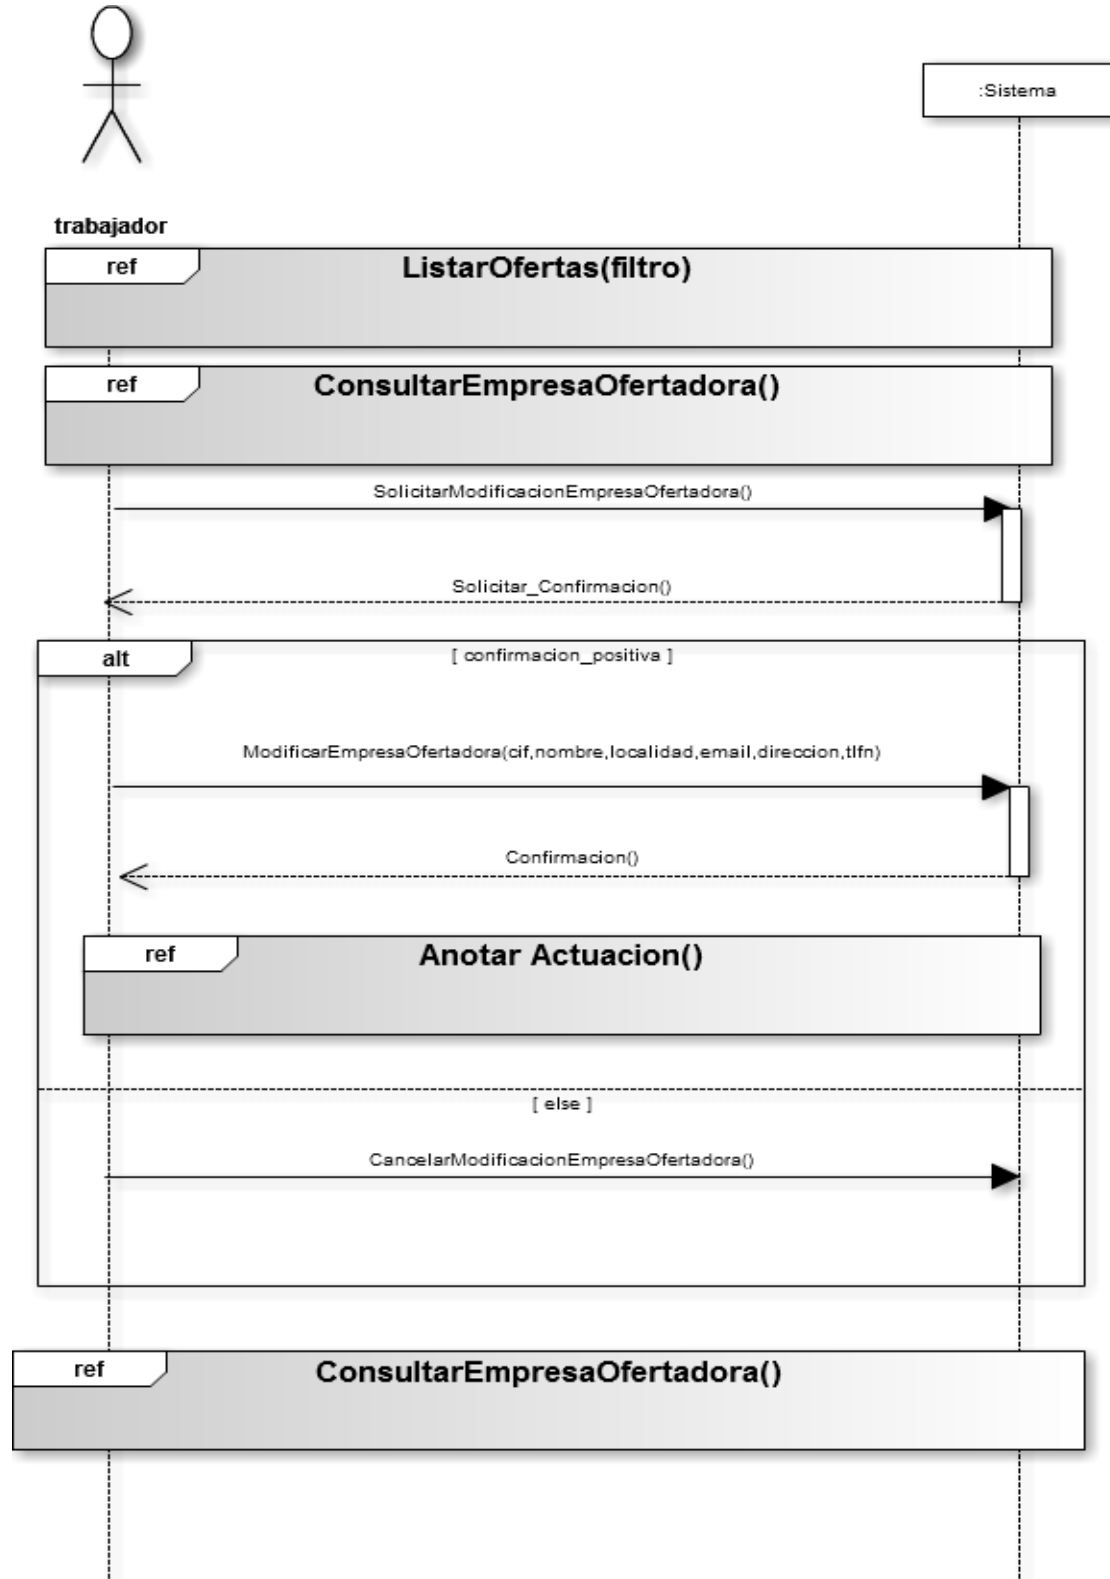 :Sistema
trabajador
ref
ListarOfertas(filtro)
ref
ConsultarEmpresaOfertadora()
SolicitarModificacionEmpresaOfertadora()
Solicitar_Confirmacion()
alt
[ confirmacion_positiva ]
ModificarEmpresaOfertadora(cif,nombre,localidad,email,direccion,tlfn)
Confirmacion()
ref
Anotar Actuacion()
[ else ]
CancelarModificacionEmpresaOfertadora()
ref
ConsultarEmpresaOfertadora()